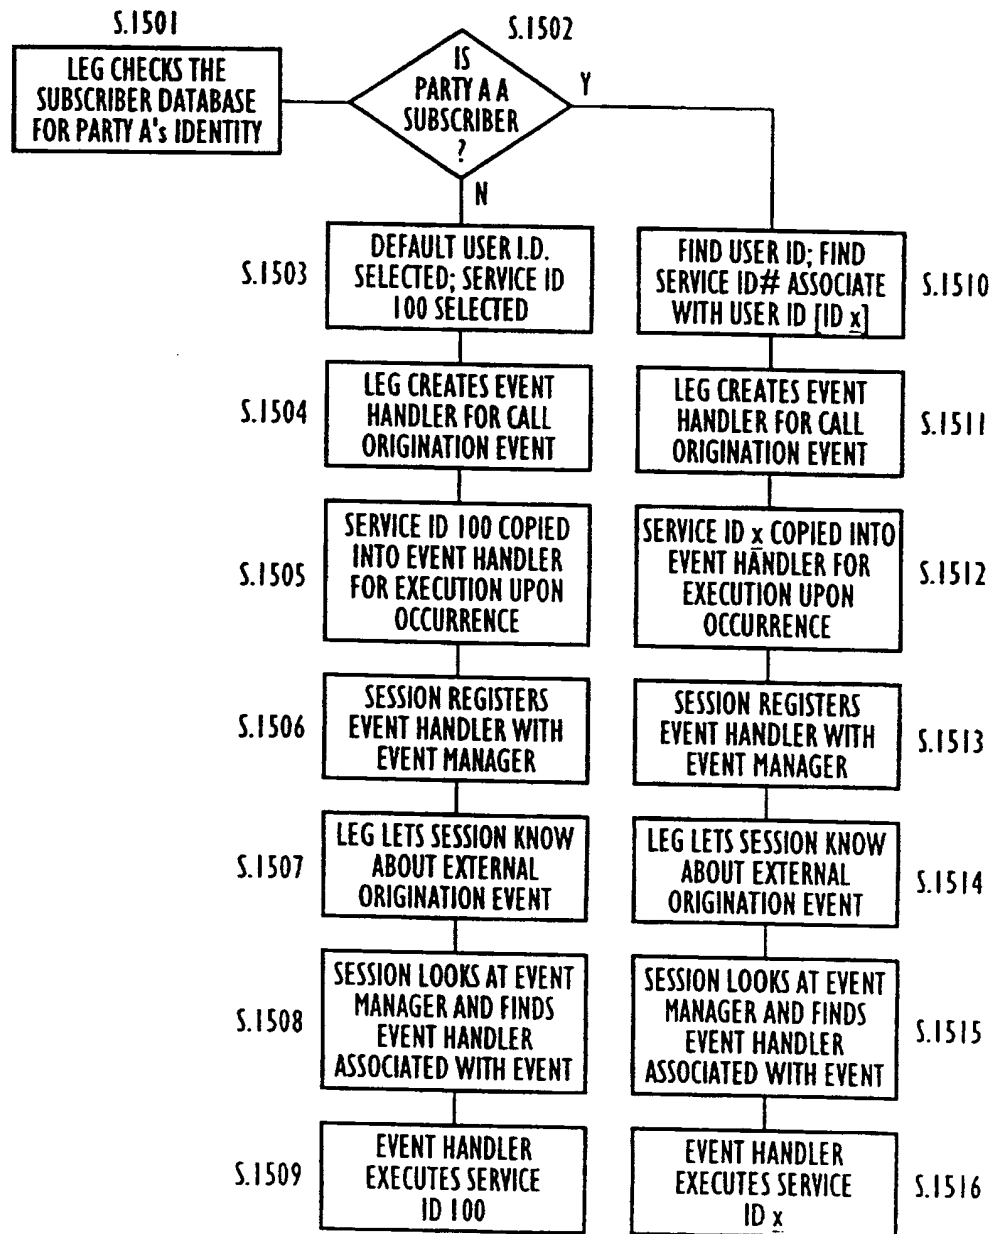 S.1501
LEG CHECKS THE
SUBSCRIBER DATABASE
FOR PARTY A's IDENTITY
S.1502
IS
PARTY A A
SUBSCRIBER
?
Y
N
S.1503
DEFAULT USER I.D.
SELECTED; SERVICE ID
100 SELECTED
S.1504
LEG CREATES EVENT
HANDLER FOR CALL
ORIGINATION EVENT
S.1505
SERVICE ID 100 COPIED
INTO EVENT HANDLER
FOR EXECUTION UPON
OCCURRENCE
S.1506
SESSION REGISTERS
EVENT HANDLER WITH
EVENT MANAGER
S.1507
LEG LETS SESSION KNOW
ABOUT EXTERNAL
ORIGINATION EVENT
S.1508
SESSION LOOKS AT EVENT
MANAGER AND FINDS
EVENT HANDLER
ASSOCIATED WITH EVENT
S.1509
EVENT HANDLER
EXECUTES SERVICE
ID 100
FIND USER ID; FIND
SERVICE ID# ASSOCIATE
WITH USER ID [ID x]
S.1510
LEG CREATES EVENT
HANDLER FOR CALL
ORIGINATION EVENT
S.1511
SERVICE ID x COPIED INTO
EVENT HANDLER FOR
EXECUTION UPON
OCCURRENCE
S.1512
SESSION REGISTERS
EVENT HANDLER WITH
EVENT MANAGER
S.1513
LEG LETS SESSION KNOW
ABOUT EXTERNAL
ORIGINATION EVENT
S.1514
SESSION LOOKS AT EVENT
MANAGER AND FINDS
EVENT HANDLER
ASSOCIATED WITH EVENT
S.1515
EVENT HANDLER
EXECUTES SERVICE
ID x
S.1516